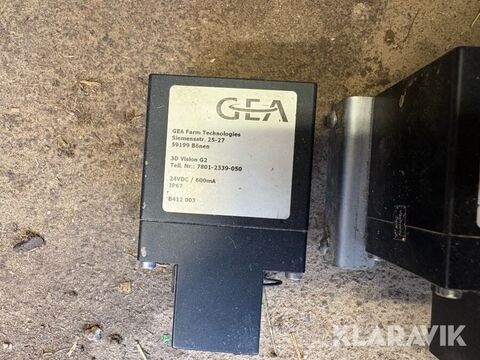 GEA
GEA Farm Technologies
Siemensstr. 25-27
59199 Bönen
3D Vision G2
Teil. Nr.: 7801-2339-050
24VDC / 600mA
IP67
B412 003
KLARAVIK